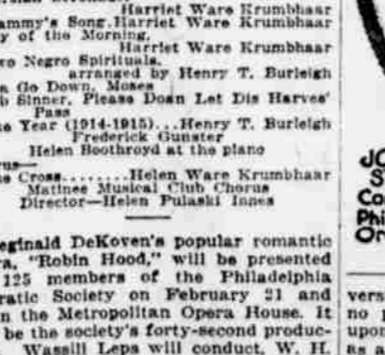 Harriet Ware Krumbhaar
ammy's Song. Harriet Ware Krumbhaar
y of the Morning,
Harriet Ware Krumbhaar
ro Negro Spirituals,
arranged by Henry T. Burleigh
Go Down, Moses
b Sinner, Please Doan Let Dis Harves'
Pass
e Year (1914-1915)...Henry T. Burleigh
Frederick Gunster
Helen Boothroyd at the piano
rus—
e Cross........Helen Ware Krumbhaar
Matinee Musical Club Chorus
Director—Helen Pulaski Innes
eginald DeKoven's popular romantic
ra, "Robin Hood," will be presented
125 members of the Philadelphia
ratic Society on February 21 and
n the Metropolitan Opera House. It
be the society's forty-second produc-
Wassili Leps will conduct. W. H.
JO
S
Co
Phi
Or
vers
no p
upon
as a